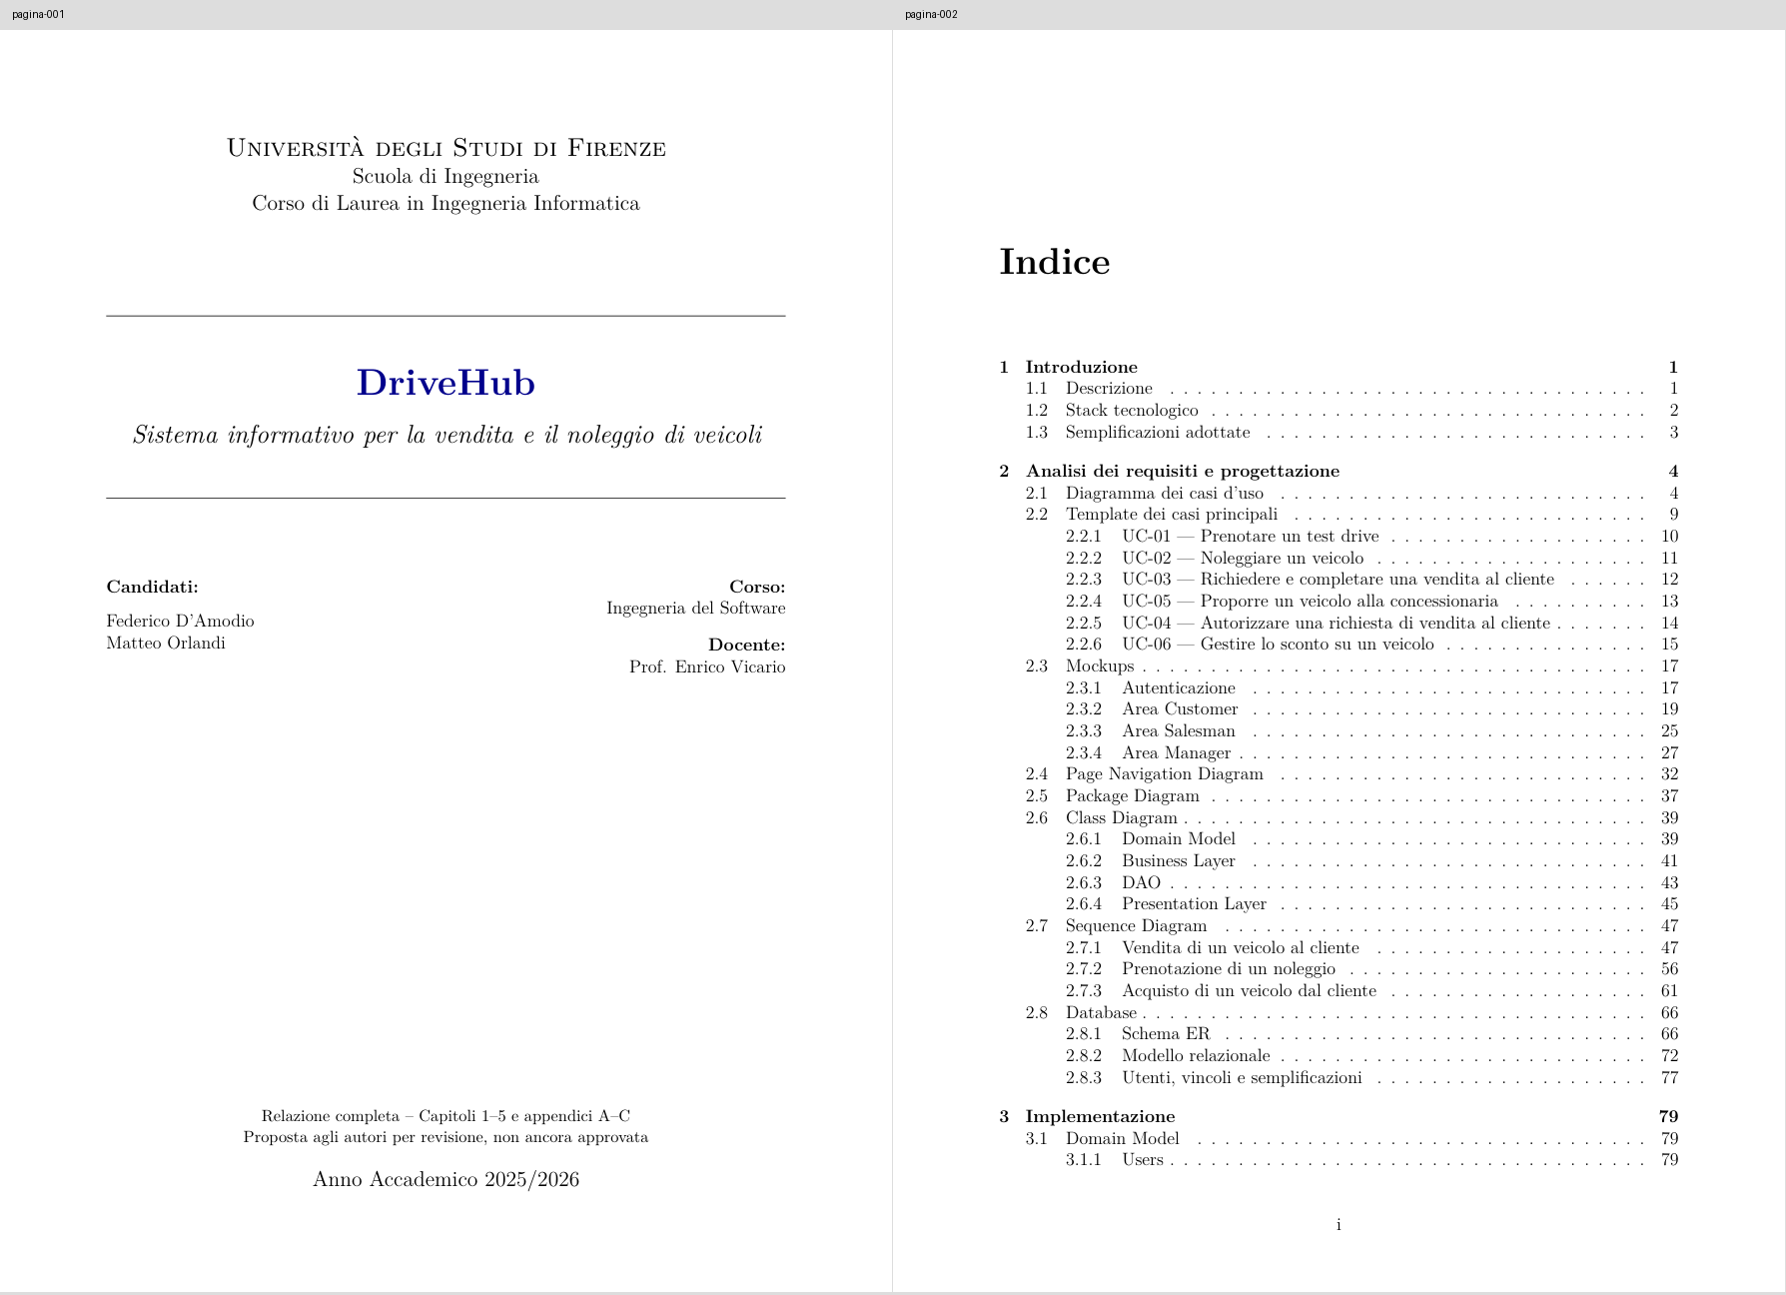 pagina-001
Università degli Studi di Firenze
Scuola di Ingegneria
Corso di Laurea in Ingegneria Informatica
DriveHub
Sistema informativo per la vendita e il noleggio di veicoli
Candidati:
Federico D'Amodio
Matteo Orlandi
Corso:
Ingegneria del Software
Docente:
Prof. Enrico Vicario
Relazione completa – Capitoli 1–5 e appendici A–C
Proposta agli autori per revisione, non ancora approvata
Anno Accademico 2025/2026
pagina-002
Indice
1 Introduzione 1
1.1 Descrizione 1
1.2 Stack tecnologico 2
1.3 Semplificazioni adottate 3
2 Analisi dei requisiti e progettazione 4
2.1 Diagramma dei casi d'uso 4
2.2 Template dei casi principali 9
2.2.1 UC-01 — Prenotare un test drive 10
2.2.2 UC-02 — Noleggiare un veicolo 11
2.2.3 UC-03 — Richiedere e completare una vendita al cliente 12
2.2.4 UC-05 — Proporre un veicolo alla concessionaria 13
2.2.5 UC-04 — Autorizzare una richiesta di vendita al cliente 14
2.2.6 UC-06 — Gestire lo sconto su un veicolo 15
2.3 Mockups 17
2.3.1 Autenticazione 17
2.3.2 Area Customer 19
2.3.3 Area Salesman 25
2.3.4 Area Manager 27
2.4 Page Navigation Diagram 32
2.5 Package Diagram 37
2.6 Class Diagram 39
2.6.1 Domain Model 39
2.6.2 Business Layer 41
2.6.3 DAO 43
2.6.4 Presentation Layer 45
2.7 Sequence Diagram 47
2.7.1 Vendita di un veicolo al cliente 47
2.7.2 Prenotazione di un noleggio 56
2.7.3 Acquisto di un veicolo dal cliente 61
2.8 Database 66
2.8.1 Schema ER 66
2.8.2 Modello relazionale 72
2.8.3 Utenti, vincoli e semplificazioni 77
3 Implementazione 79
3.1 Domain Model 79
3.1.1 Users 79
i